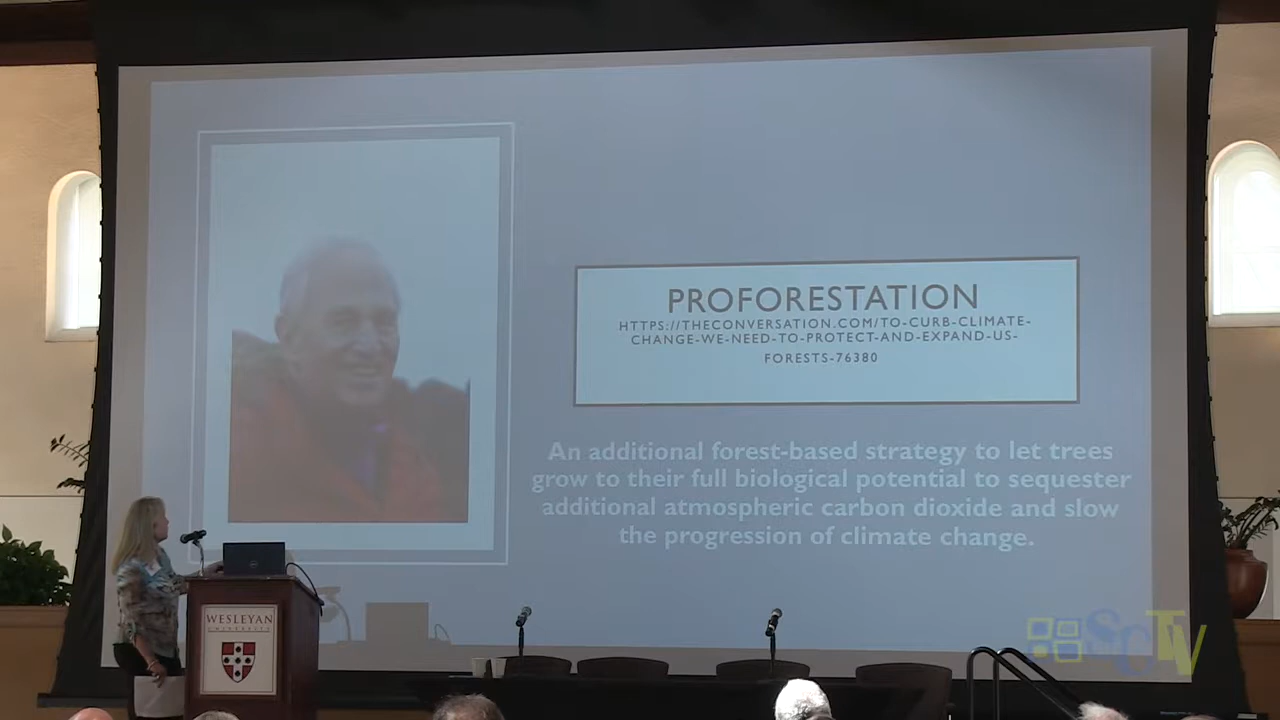 PROFORESTATION
HTTPS://THECONVERSATION.COM/TO-CURB-CLIMATE-
CHANGE-WE-NEED-TO-PROTECT-AND-EXPAND-US-
FORESTS-76380
An additional forest-based strategy to let trees
grow to their full biological potential to sequester
additional atmospheric carbon dioxide and slow
the progression of climate change.
WESLEYAN
UNIVERSITY
SCTV